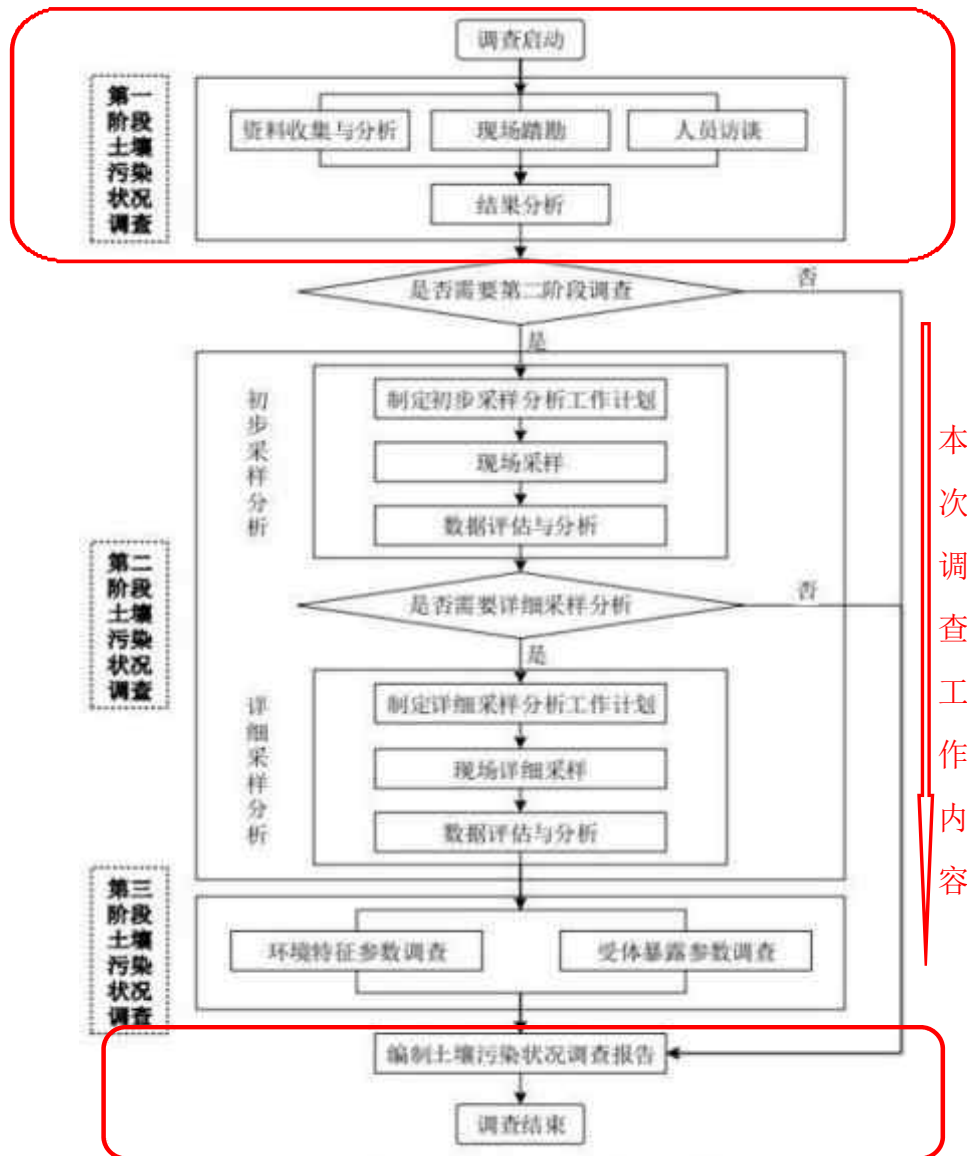 调查启动
第一阶段土壤污染状况调查
资料收集与分析
现场踏勘
人员访谈
结果分析
是否需要第二阶段调查
否
是
第二阶段土壤污染状况调查
初步采样分析
制定初步采样分析工作计划
现场采样
数据评估与分析
是否需要详细采样分析
否
是
详细采样分析
制定详细采样分析工作计划
现场详细采样
数据评估与分析
第三阶段土壤污染状况调查
环境特征参数调查
受体暴露参数调查
编制土壤污染状况调查报告
调查结束
本次调查工作内容